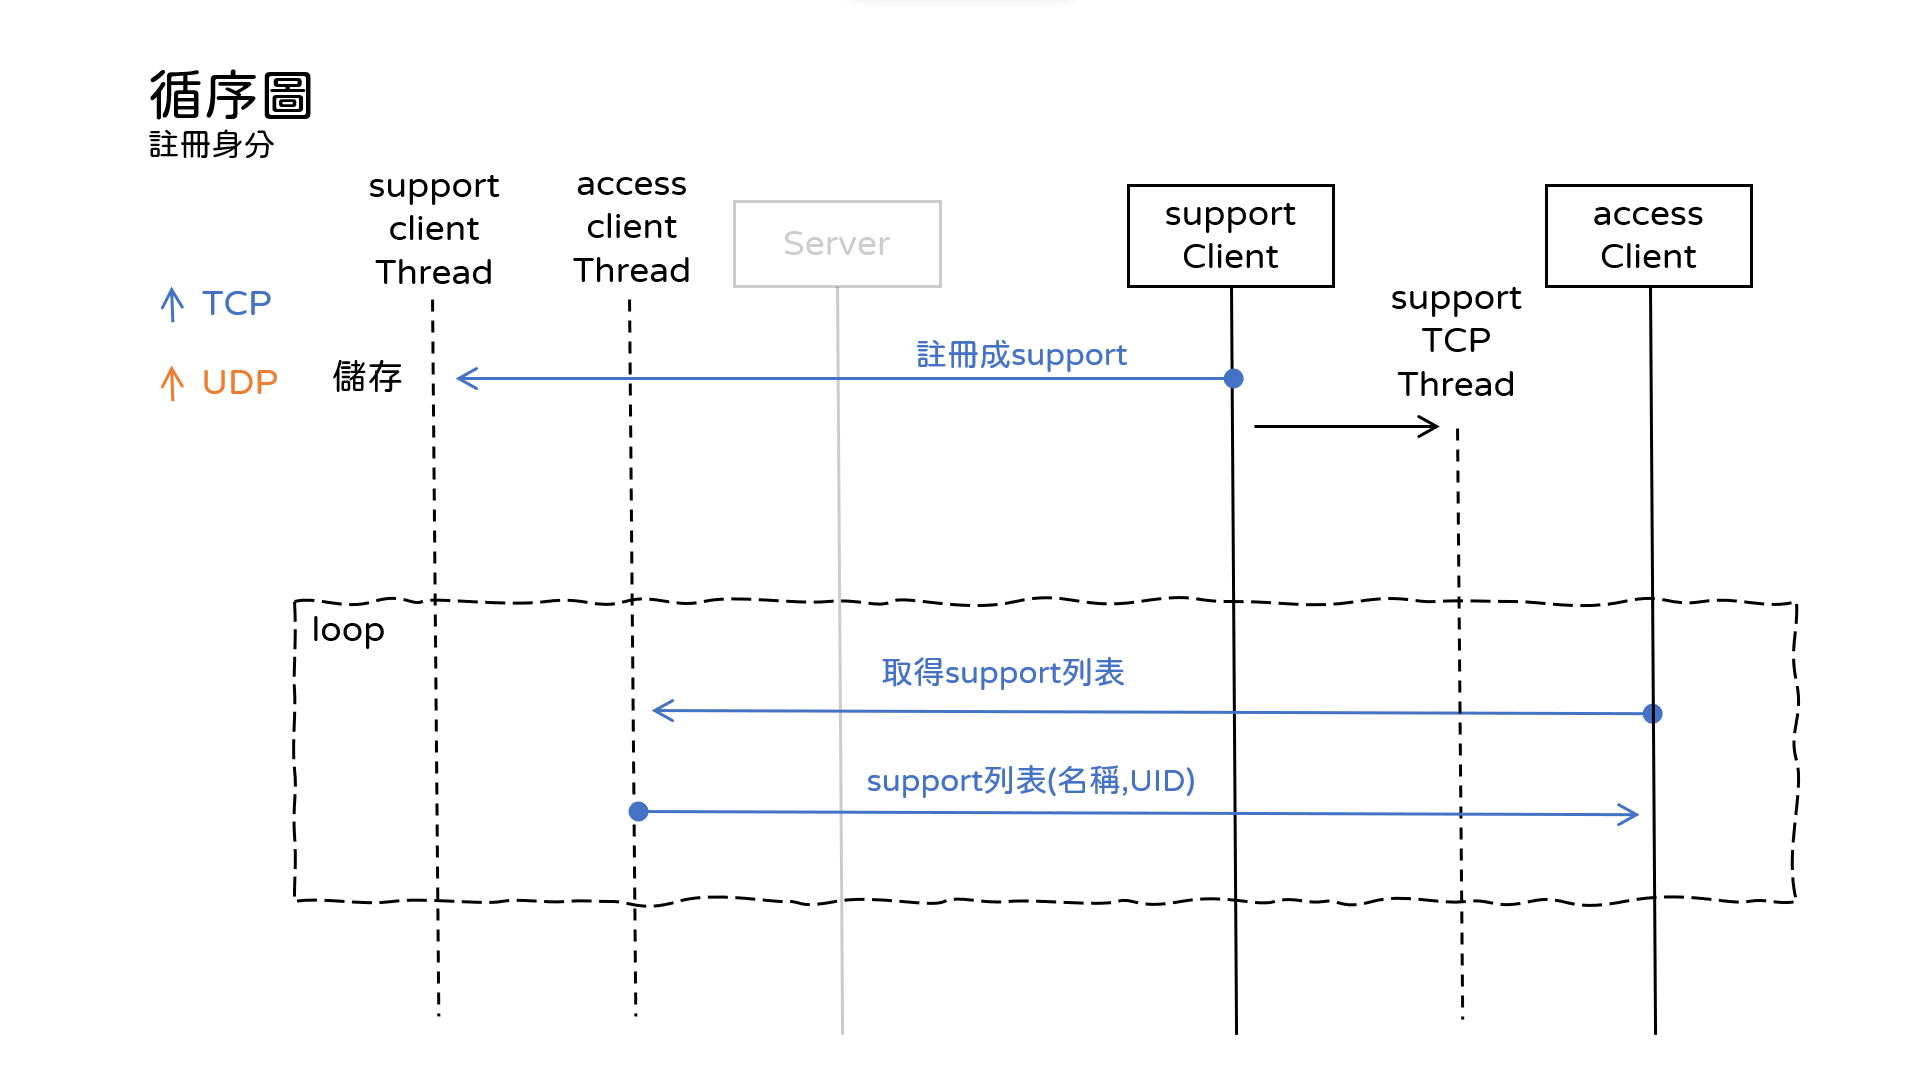 循序圖
註冊身分
support
client
Thread
access
client
Thread
Server
support
Client
access
Client
TCP
UDP
support
TCP
Thread
註冊成support
儲存
loop
取得support列表
support列表(名稱,UID)